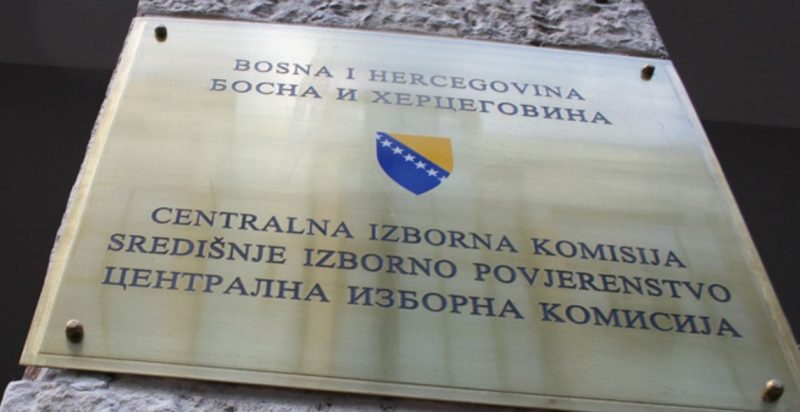 BOSNA I HERCEGOVINA
БОСНА И ХЕРЦЕГОВИНА
CENTRALNA IZBORNA KOMISIJA
SREDIŠNJE IZBORNO POVJERENSTVO
ЦЕНТРАЛНА ИЗБОРНА КОМИСИЈА